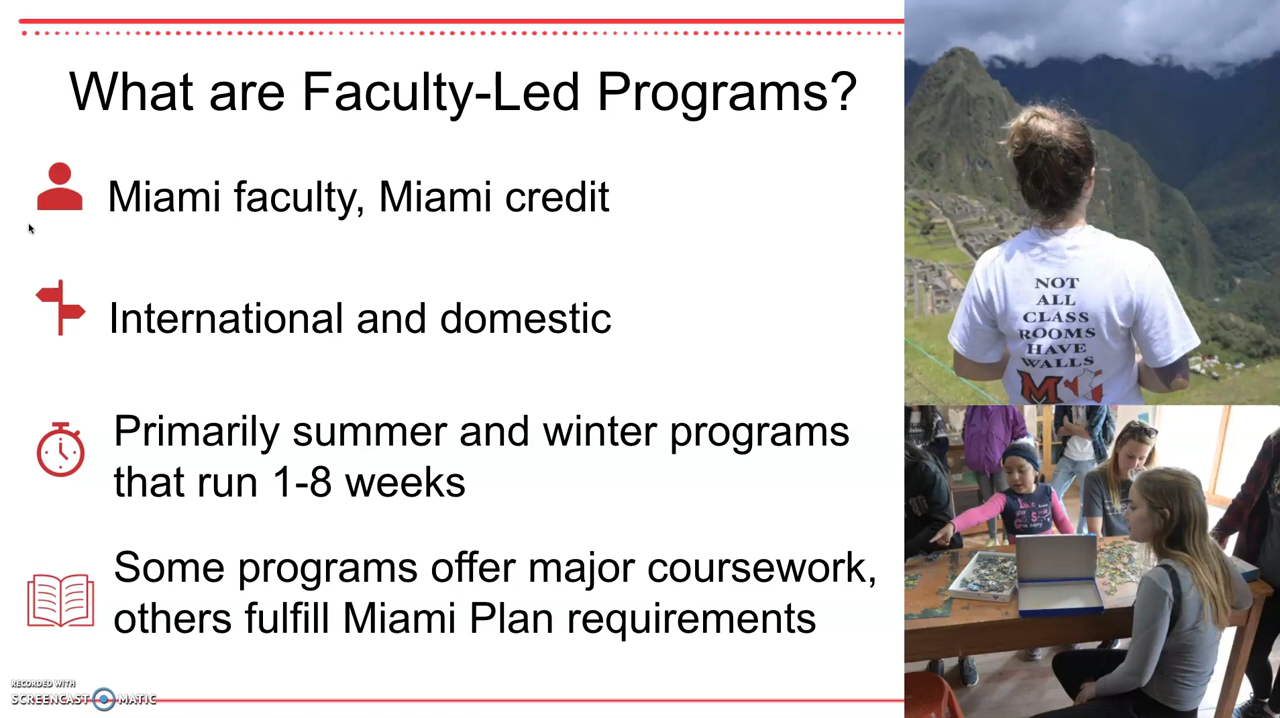 What are Faculty-Led Programs?
Miami faculty, Miami credit
International and domestic
Primarily summer and winter programs
that run 1-8 weeks
Some programs offer major coursework,
others fulfill Miami Plan requirements
NOT
ALL
CLASS
ROOMS
HAVE
WALLS
M
RECORDED WITH
SCREENCAST MATIC